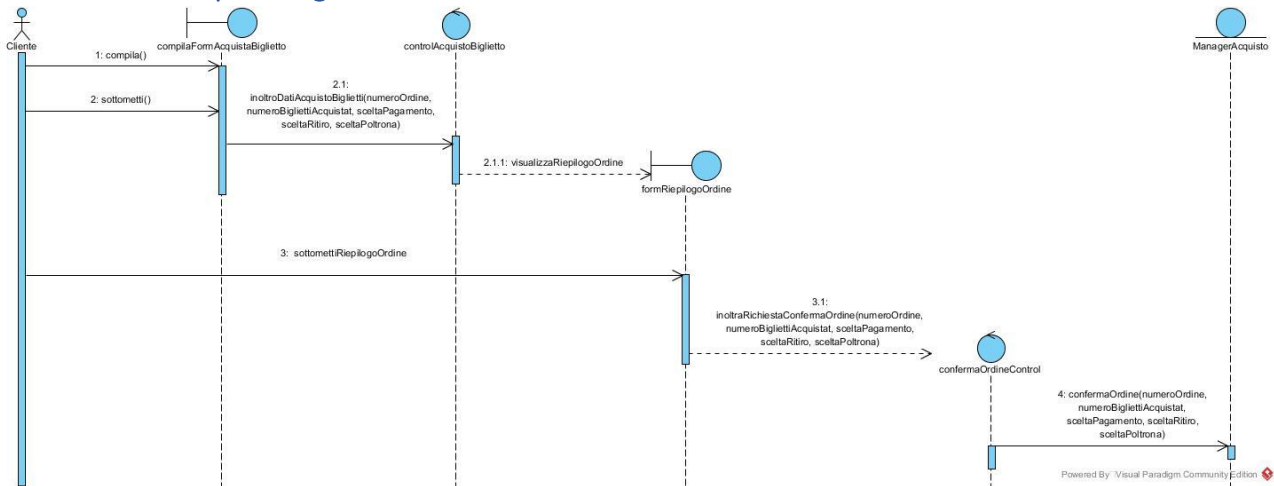 Cliente
compilaFormAcquistaBiglietto
controlAcquistoBiglietto
ManagerAcquisto
1: compila()
2: sottometti()
2.1:
inoltroDatiAcquistoBiglietti(numeroOrdine,
numeroBigliettiAcquistat, sceltaPagamento,
sceltaRitiro, sceltaPoltrona)
2.1.1: visualizzaRiepilogoOrdine
formRiepilogoOrdine
3: sottomettiRiepilogoOrdine
3.1:
inoltraRichiestaConfermaOrdine(numeroOrdine,
numeroBigliettiAcquistat, sceltaPagamento,
sceltaRitiro, sceltaPoltrona)
confermaOrdineControl
4: confermaOrdine(numeroOrdine,
numeroBigliettiAcquistat,
sceltaPagamento, sceltaRitiro,
sceltaPoltrona)
Powered By Visual Paradigm Community Edition